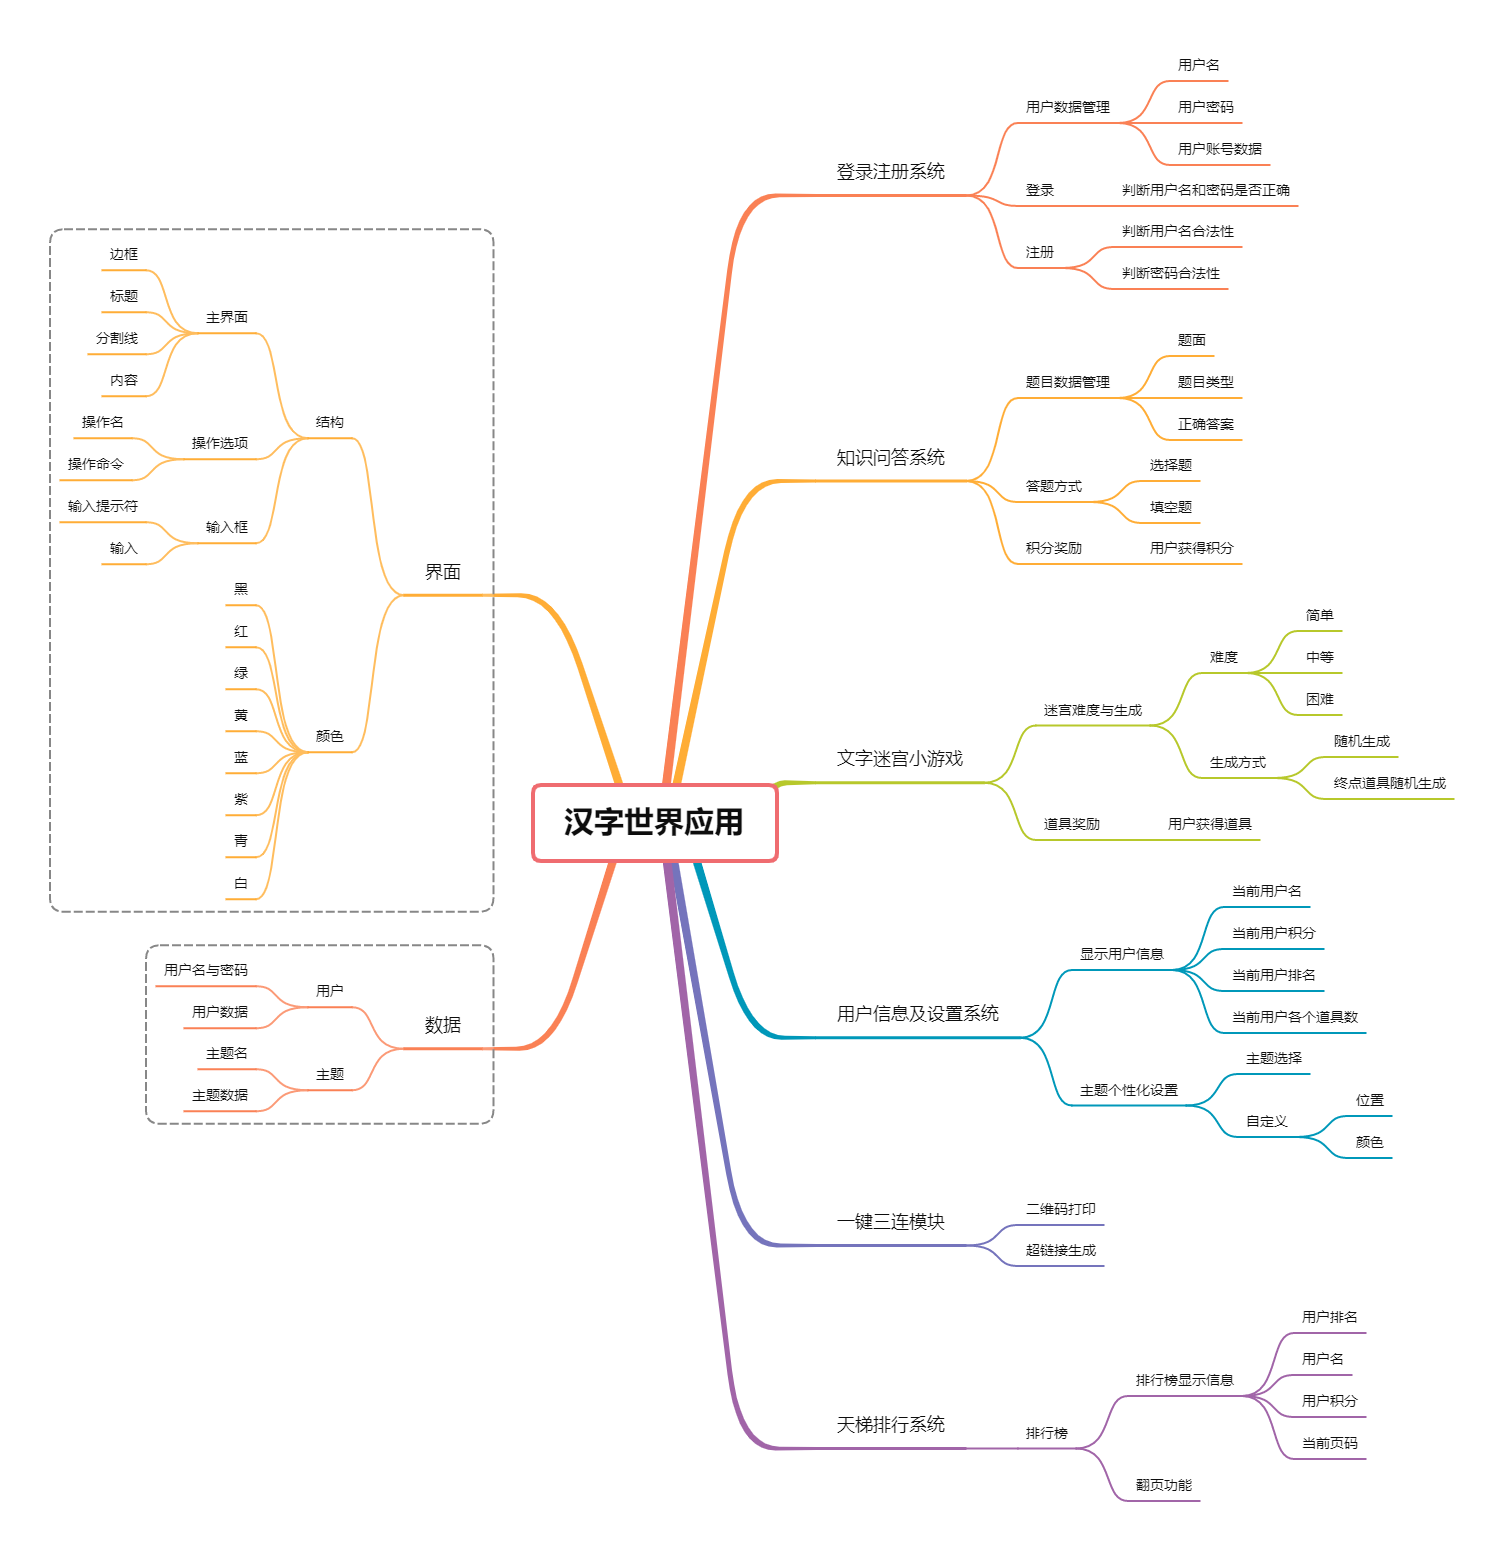 汉字世界应用
登录注册系统
用户数据管理
用户名
用户密码
用户账号数据
登录
判断用户名和密码是否正确
注册
判断用户名合法性
判断密码合法性
知识问答系统
题目数据管理
题面
题目类型
正确答案
答题方式
选择题
填空题
积分奖励
用户获得积分
文字迷宫小游戏
迷宫难度与生成
难度
简单
中等
困难
生成方式
随机生成
终点道具随机生成
道具奖励
用户获得道具
用户信息及设置系统
显示用户信息
当前用户名
当前用户积分
当前用户排名
当前用户各个道具数
主题个性化设置
主题选择
自定义
位置
颜色
一键三连模块
二维码打印
超链接生成
天梯排行系统
排行榜
排行榜显示信息
用户排名
用户名
用户积分
当前页码
翻页功能
界面
结构
主界面
边框
标题
分割线
内容
操作选项
操作名
操作命令
输入框
输入提示符
输入
颜色
黑
红
绿
黄
蓝
紫
青
白
数据
用户
用户名与密码
用户数据
主题
主题名
主题数据